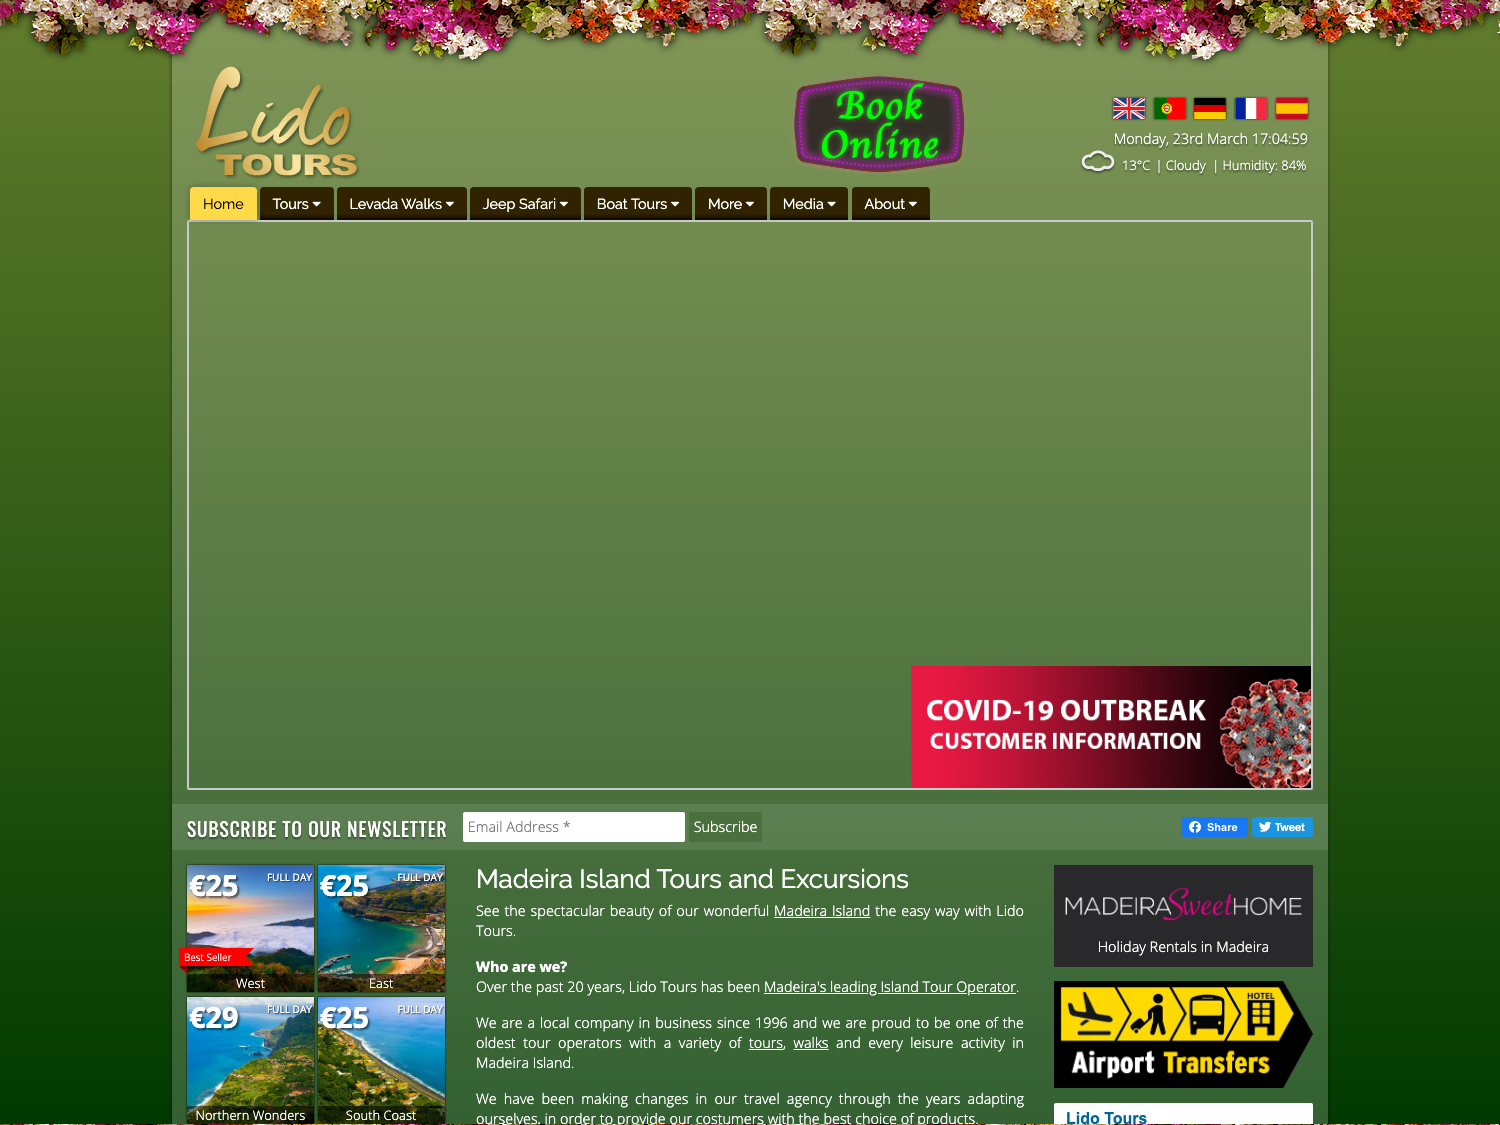 Lido
TOURS
Book
Online
Monday, 23rd March 17:04:59
13°C | Cloudy | Humidity: 84%
Home
Tours
Levada Walks
Jeep Safari
Boat Tours
More
Media
About
COVID-19 OUTBREAK
CUSTOMER INFORMATION
SUBSCRIBE TO OUR NEWSLETTER
Email Address *
Subscribe
Share
Tweet
€25
FULL DAY
Best Seller
West
€25
FULL DAY
East
€29
FULL DAY
Northern Wonders
€25
FULL DAY
South Coast
Madeira Island Tours and Excursions
See the spectacular beauty of our wonderful Madeira Island the easy way with Lido
Tours.
Who are we?
Over the past 20 years, Lido Tours has been Madeira's leading Island Tour Operator.
We are a local company in business since 1996 and we are proud to be one of the
oldest tour operators with a variety of tours, walks and every leisure activity in
Madeira Island.
We have been making changes in our travel agency through the years adapting
ourselves, in order to provide our costumers with the best choice of products.
MADEIRA Sweet HOME
Holiday Rentals in Madeira
HOTEL
Airport Transfers
Lido Tours